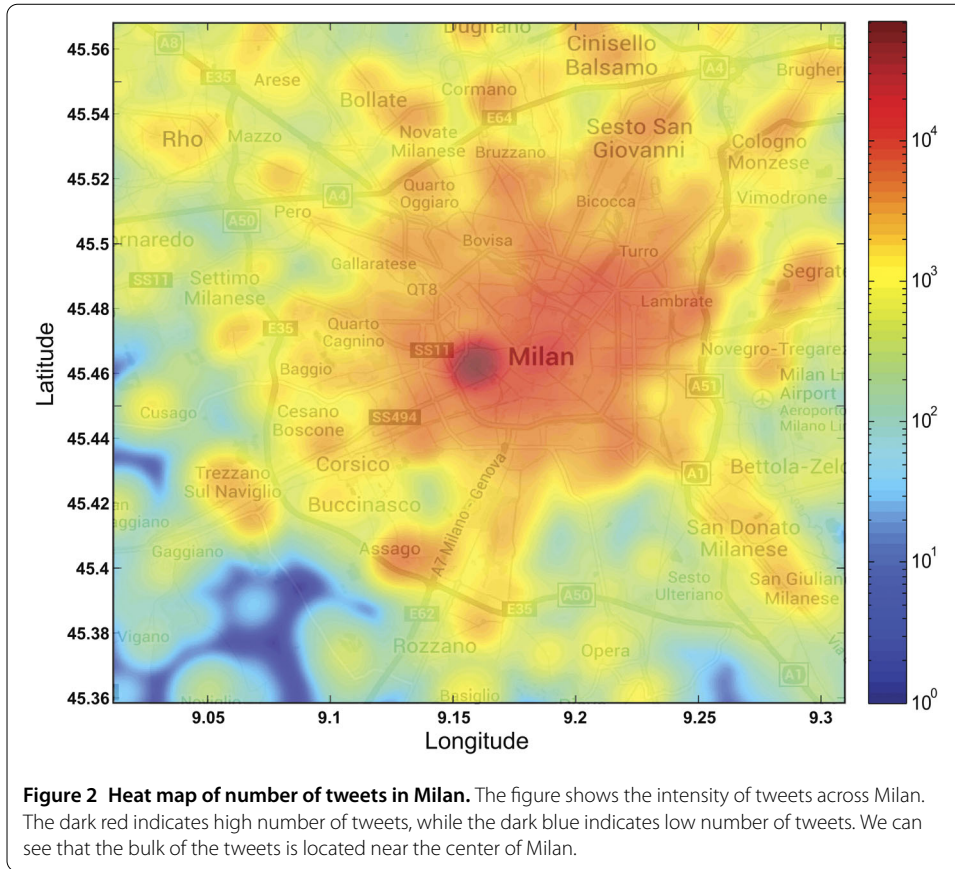 Dugnano
45.56
A8
Cinisello
Balsamo
E35
Arese
A4
Brugher
Bollate
Cormano
45.54
E64
10^4
Rho
Mazzo
Novate
Milanese
Bruzzano
Sesto San
Giovanni
Cologno
Monzese
45.52
Quarto
Oggiaro
A4
Bicocca
Vimodrone
Pero
A50
45.5
ornaredo
Bovisa
Turro
Gallaratese
SS11
Settimo
Milanese
Segrate
10^3
QT8
Lambrate
45.48
E35
Quarto
Cagnino
SS11
Milan
Novegro-Tregarez
Latitude
45.46
Baggio
A51
Milan Li
Airport
Aeroporto
Milano Lin
Cusago
Cesano
Boscone
SS494
10^2
45.44
Corsico
A1
Bettola-Zelo
Trezzano
Sul Naviglio
A7 Milano - Genova
45.42
Buccinasco
an
aggiano
San Donato
Milanese
Gaggiano
Assago
45.4
10^1
Sesto
Ulteriano
San Giulian
Milanese
A50
E62
E35
45.38
Vigano
Rozzano
Opera
A1
Basiglio
45.36
10^0
9.05
9.1
9.15
9.2
9.25
9.3
Longitude
Figure 2 Heat map of number of tweets in Milan. The figure shows the intensity of tweets across Milan.
The dark red indicates high number of tweets, while the dark blue indicates low number of tweets. We can
see that the bulk of the tweets is located near the center of Milan.